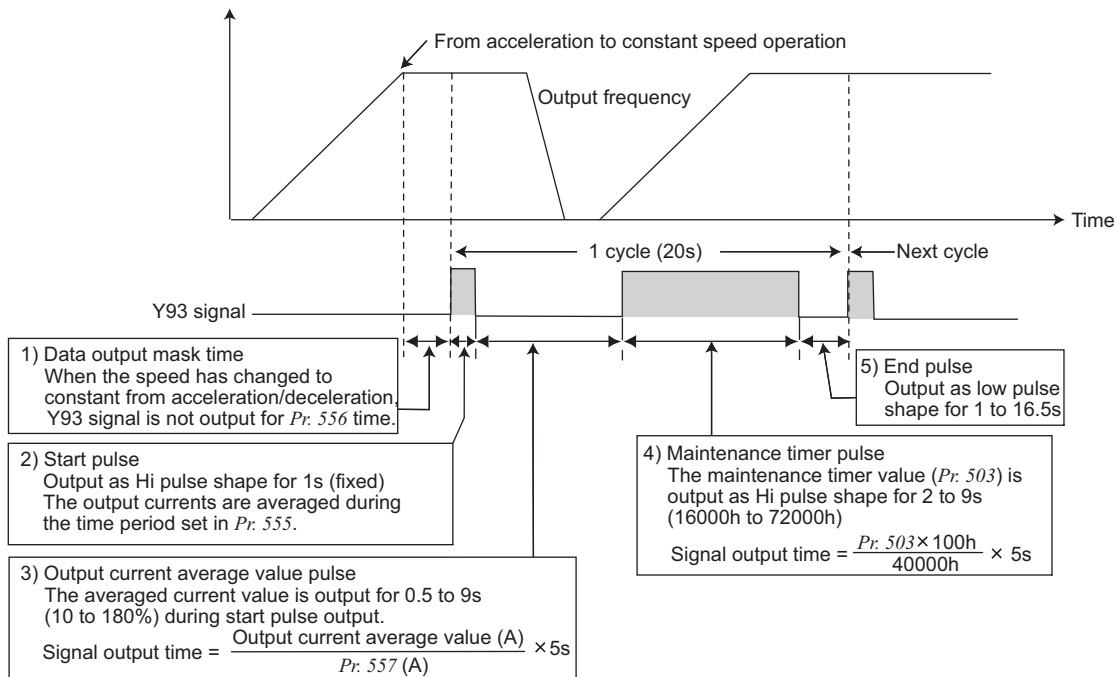 From acceleration to constant speed operation
Output frequency
Time
1 cycle (20s)
Next cycle
Y93 signal
1) Data output mask time
When the speed has changed to
constant from acceleration/deceleration,
Y93 signal is not output for Pr. 556 time.
2) Start pulse
Output as Hi pulse shape for 1s (fixed)
The output currents are averaged during
the time period set in Pr. 555.
3) Output current average value pulse
The averaged current value is output for 0.5 to 9s
(10 to 180%) during start pulse output.
Signal output time = Output current average value (A) / Pr. 557 (A) × 5s
4) Maintenance timer pulse
The maintenance timer value (Pr. 503) is
output as Hi pulse shape for 2 to 9s
(16000h to 72000h)
Signal output time = Pr. 503×100h / 40000h × 5s
5) End pulse
Output as low pulse
shape for 1 to 16.5s